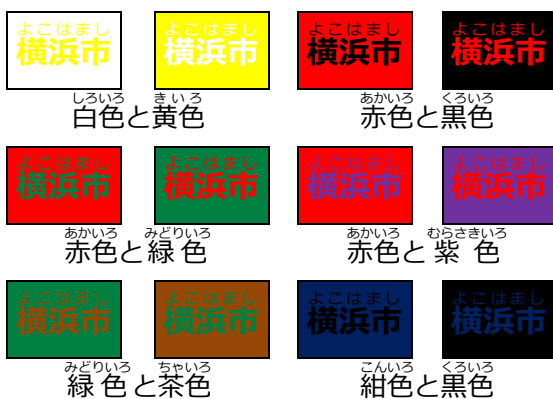 よこはまし よこはまし よこはまし よこはまし
横浜市 横浜市 横浜市 横浜市
しろいろ きいろ あかいろ くろいろ
白色と黄色 赤色と黒色
よこはまし よこはまし よこはまし よこはまし
横浜市 横浜市 横浜市 横浜市
あかいろ みどりいろ あかいろ むらさきいろ
赤色と緑色 赤色と紫色
よこはまし よこはまし よこはまし よこはまし
横浜市 横浜市 横浜市 横浜市
みどりいろ ちゃいろ こんいろ くろいろ
緑色と茶色 紺色と黒色